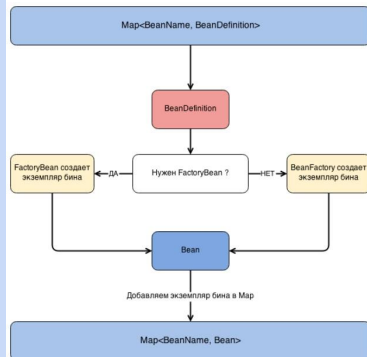 Map<BeanName, BeanDefinition>
BeanDefinition
FactoryBean создает
экземпляр бина
ДА
Нужен FactoryBean ?
НЕТ
BeanFactory создает
экземпляр бина
Bean
Добавляем экземпляр бина в Map
Map<BeanName, Bean>